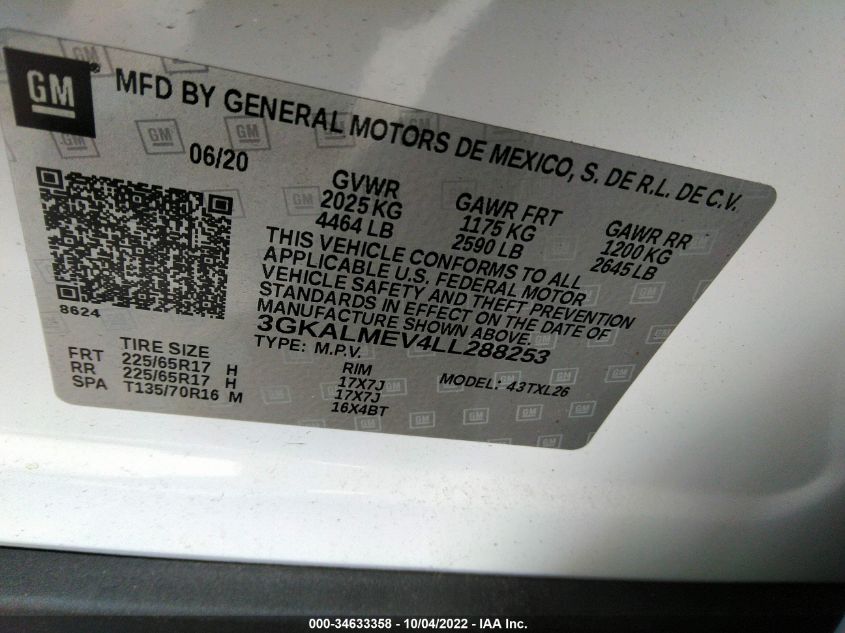 GM® MFD BY GENERAL MOTORS DE MEXICO, S. DE R.L. DE C.V.
06/20
GVWR GAWR FRT GAWR RR
2025 KG 1175 KG 1200 KG
4464 LB 2590 LB 2645 LB
THIS VEHICLE CONFORMS TO ALL
APPLICABLE U.S. FEDERAL MOTOR
VEHICLE SAFETY AND THEFT PREVENTION
STANDARDS IN EFFECT ON THE DATE OF
MANUFACTURE SHOWN ABOVE.
8624
3GKALMEV4LL288253
TYPE: M.P.V. MODEL: 43TXL26
TIRE SIZE RIM
FRT 225/65R17 H 17X7J
RR 225/65R17 H 17X7J
SPA T135/70R16 M 16X4BT
000-34633358 - 10/04/2022 - IAA Inc.